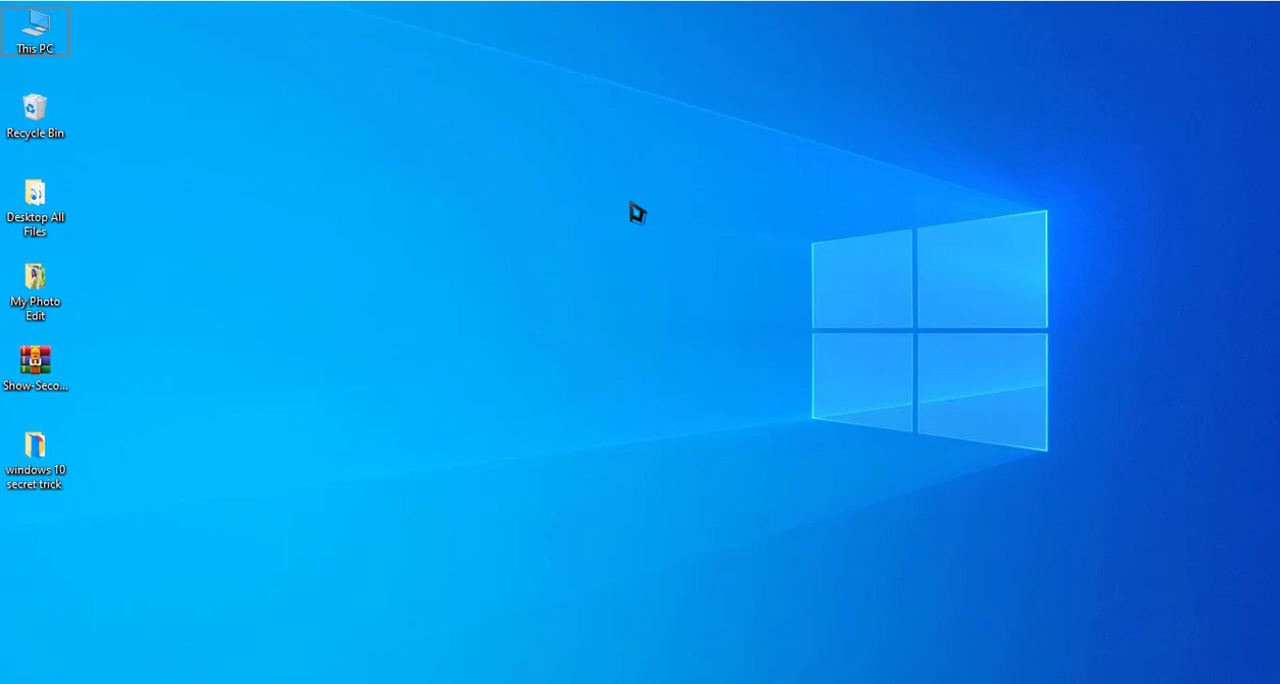 This PC
Recycle Bin
Desktop All
Files
My Photo
Edit
Show-Seco...
windows 10
secret trick